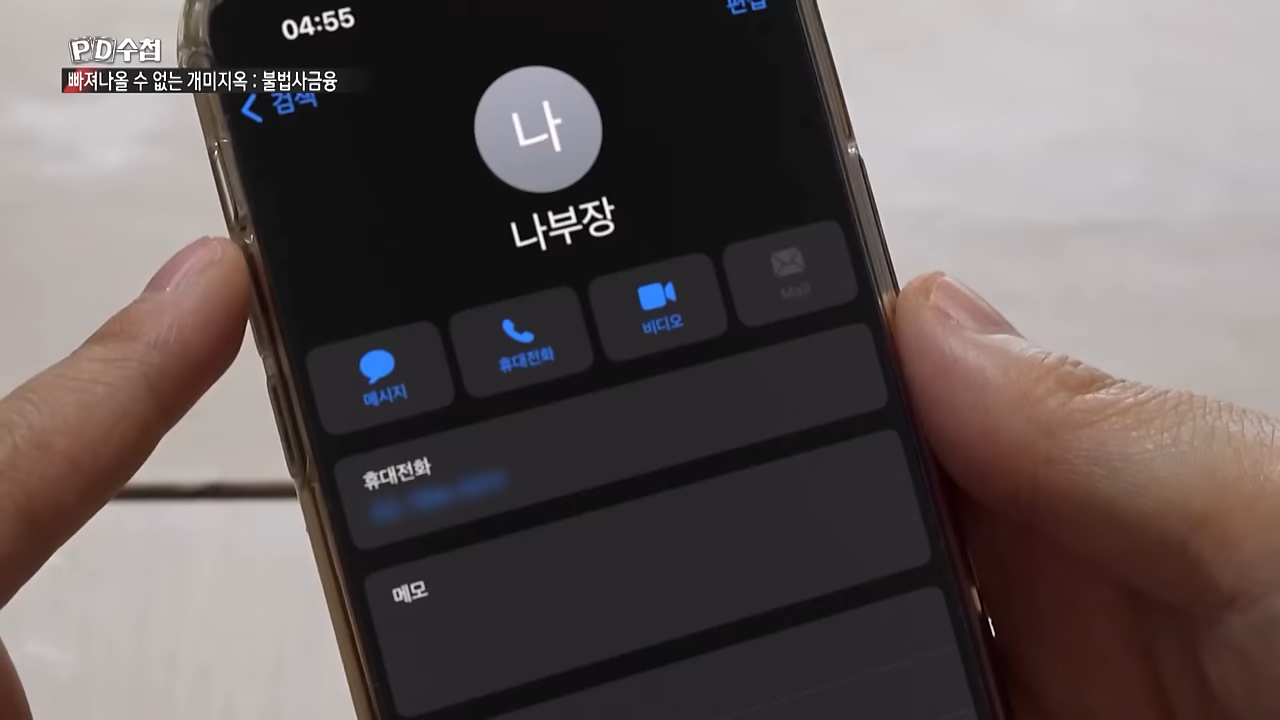 04:55
편집
PD수첩
빠져나올 수 없는 개미지옥 : 불법사금융
검색
나
나부장
메시지
휴대전화
비디오
Mail
휴대전화
메모